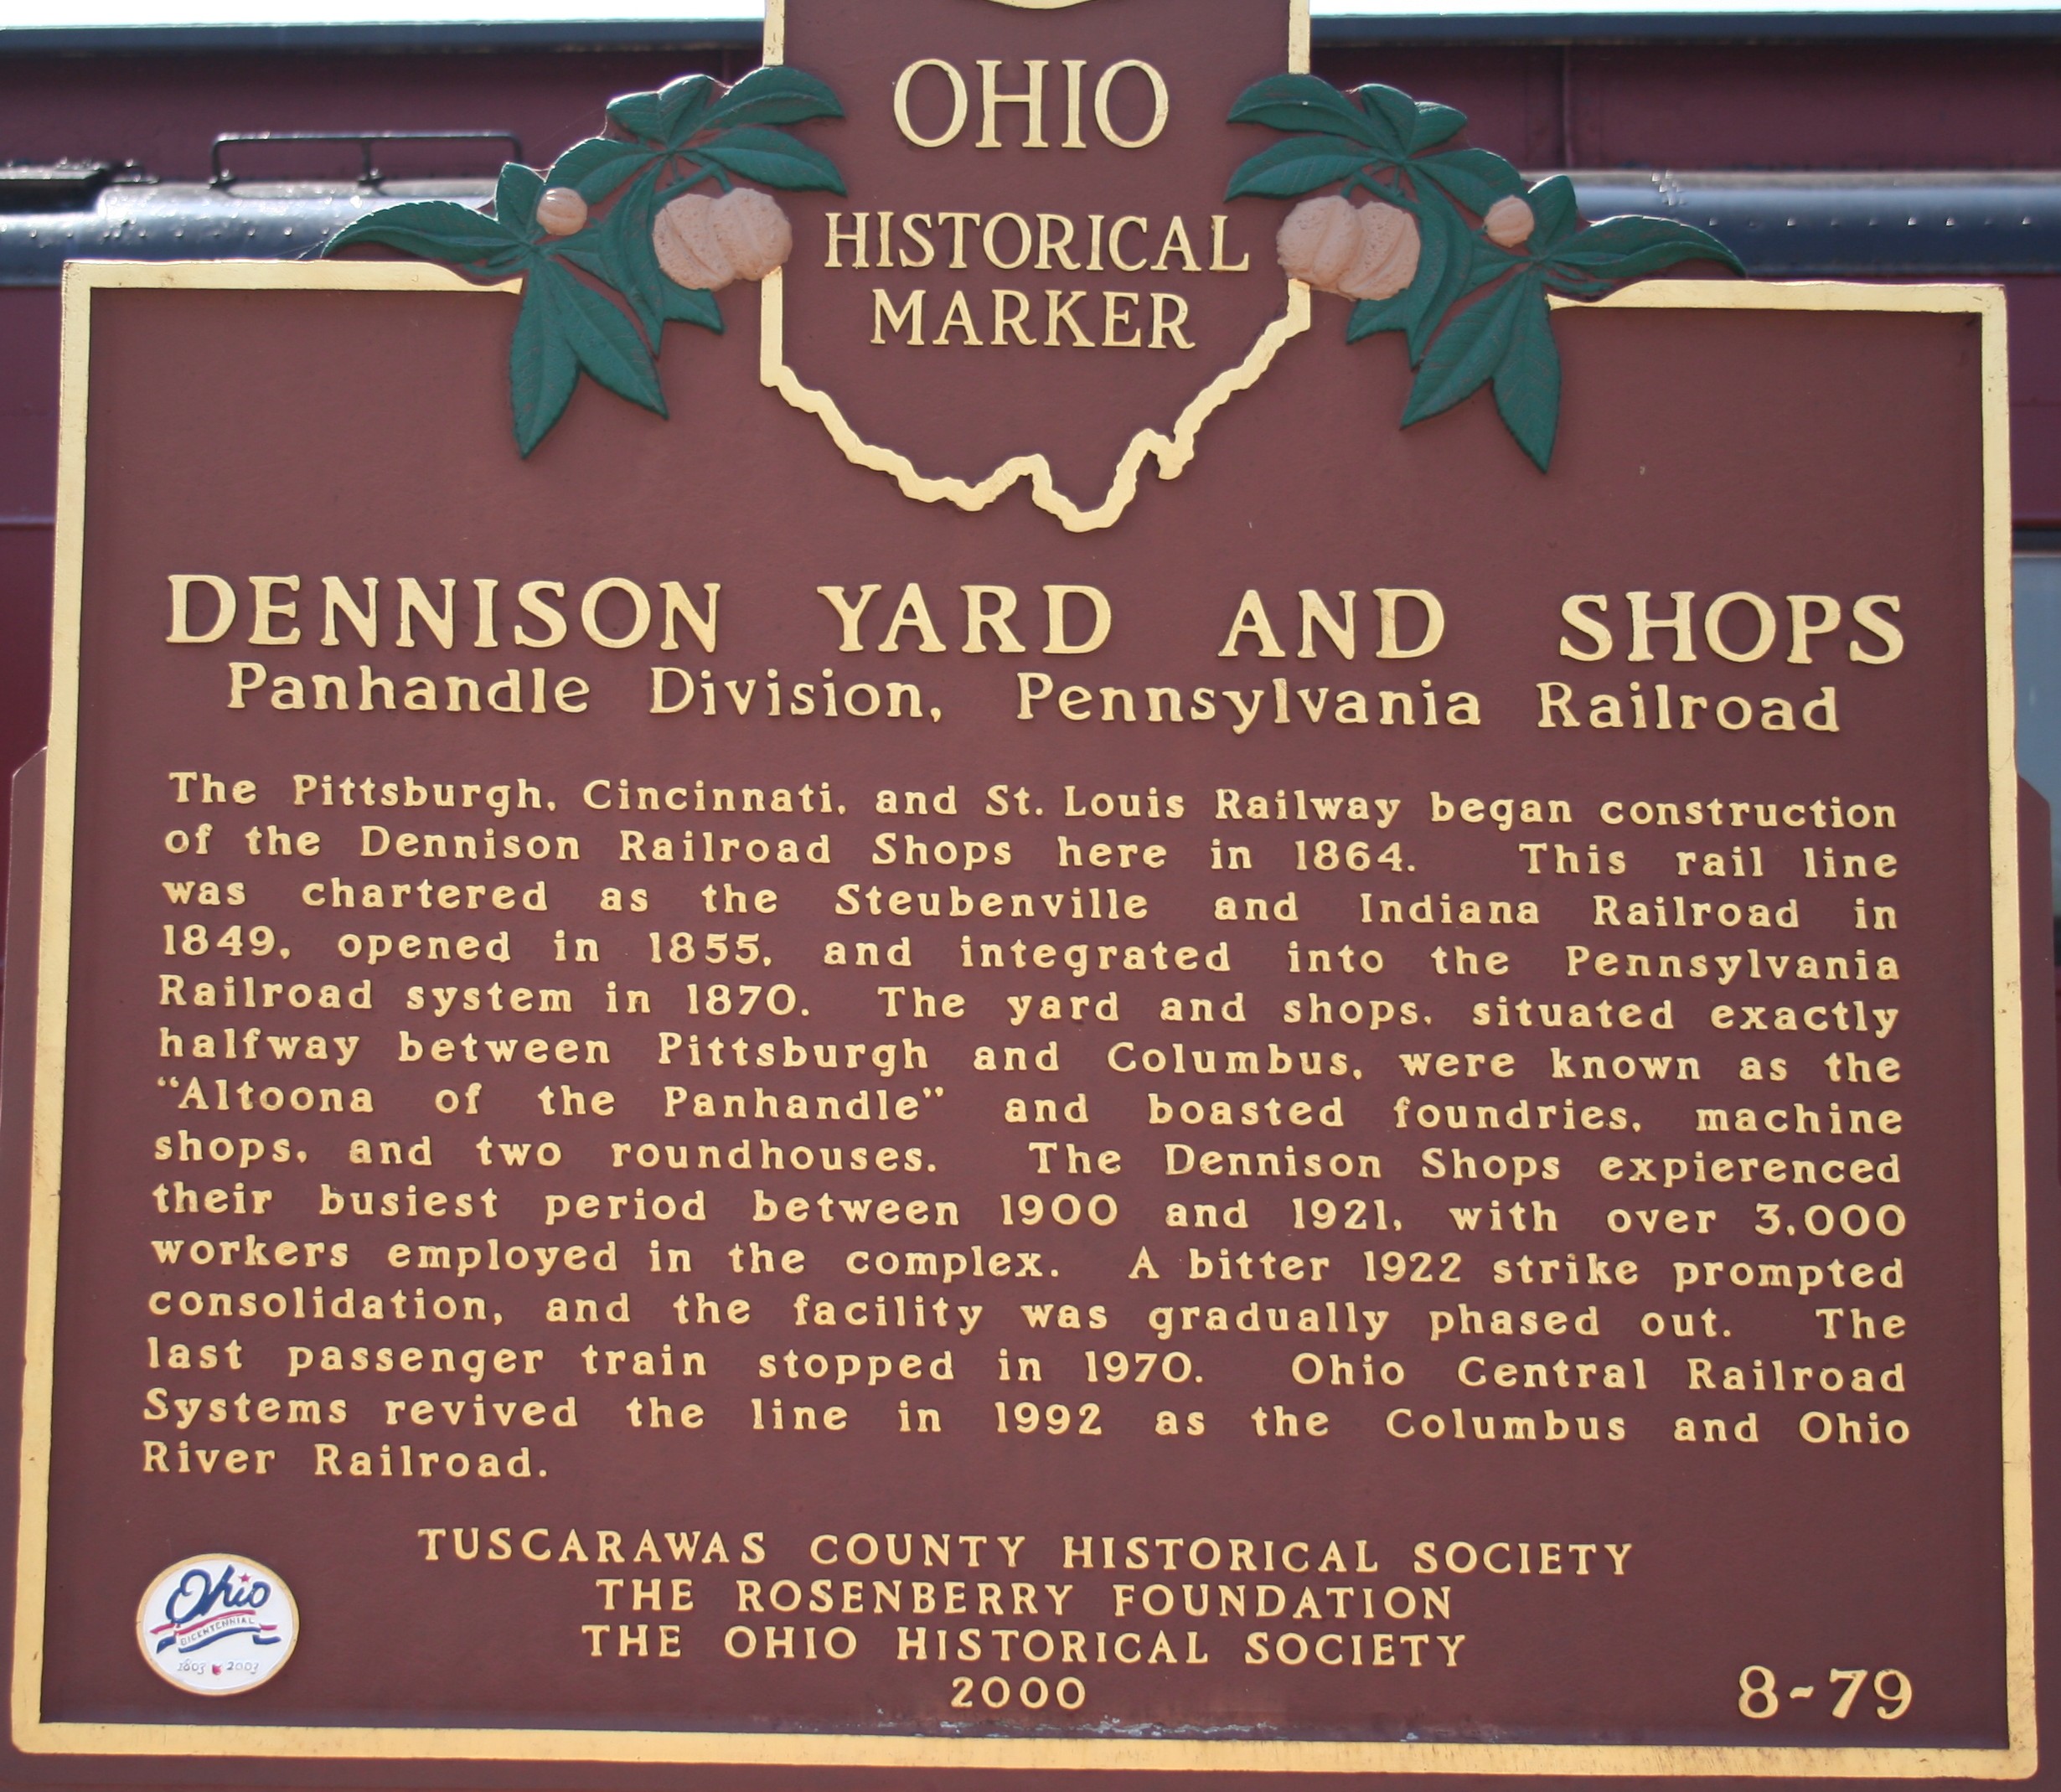 OHIO
HISTORICAL
MARKER
DENNISON YARD AND SHOPS
Panhandle Division, Pennsylvania Railroad
The Pittsburgh, Cincinnati, and St. Louis Railway began construction
of the Dennison Railroad Shops here in 1864. This rail line
was chartered as the Steubenville and Indiana Railroad in
1849, opened in 1855, and integrated into the Pennsylvania
Railroad system in 1870. The yard and shops, situated exactly
halfway between Pittsburgh and Columbus, were known as the
“Altoona of the Panhandle” and boasted foundries, machine
shops, and two roundhouses. The Dennison Shops expierenced
their busiest period between 1900 and 1921, with over 3,000
workers employed in the complex. A bitter 1922 strike prompted
consolidation, and the facility was gradually phased out. The
last passenger train stopped in 1970. Ohio Central Railroad
Systems revived the line in 1992 as the Columbus and Ohio
River Railroad.
TUSCARAWAS COUNTY HISTORICAL SOCIETY
THE ROSENBERRY FOUNDATION
THE OHIO HISTORICAL SOCIETY
2000
8-79
Ohio
BICENTENNIAL
1803 2003